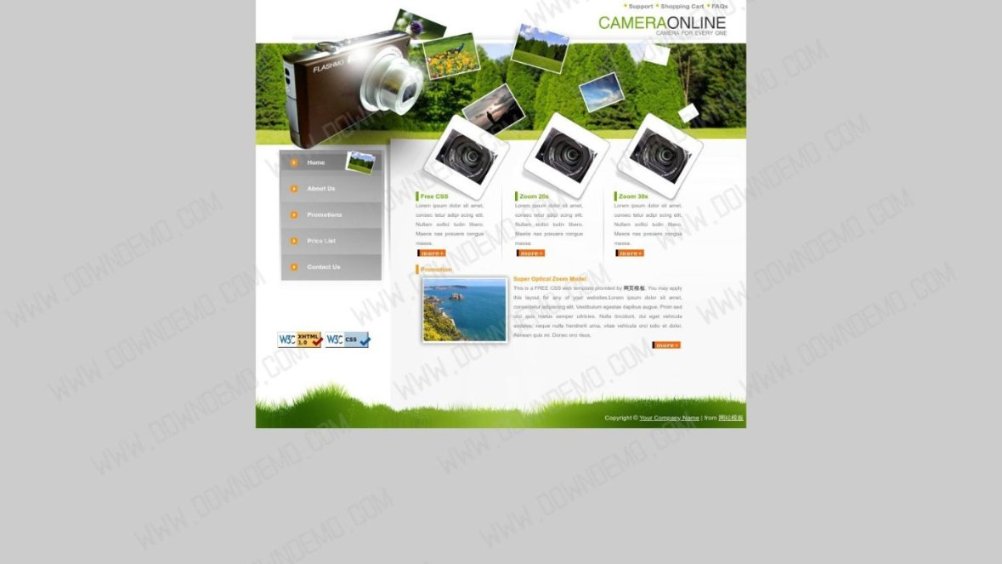 Support Shopping Cart FAQs
CAMERAONLINE
CAMERA FOR EVERY ONE
FLASHMO
Home
About Us
Promotions
Price List
Contact Us
Free CSS
Lorem ipsum dolor sit amet,
consec tetur adipi scing elit.
Nullam sollici tudin libero.
Maece nas posuere congue
massa.
more
Zoom 20x
Lorem ipsum dolor sit amet,
consec tetur adipi scing elit.
Nullam sollici tudin libero.
Maece nas posuere congue
massa.
more
Zoom 30x
Lorem ipsum dolor sit amet,
consec tetur adipi scing elit.
Nullam sollici tudin libero.
Maece nas posuere congue
massa.
more
Promotion
Super Optical Zoom Model
This is a FREE CSS web template provided by 网页模板. You may apply
this layout for any of your websites.Lorem ipsum dolor sit amet,
consectetur adipiscing elit. Vestibulum egestas dapibus augue. Proin sed
orci quis metus semper ultricies. Nulla tincidunt, dui eget vehicula
sodales, neque nulla hendrerit urna, vitae vehicula orci odio et dolor.
Aenean quis mi. Donec orci risus.
more
W3C XHTML 1.0
W3C CSS
Copyright © Your Company Name | from 网站模板
WWW.DOWNDEMO.COM